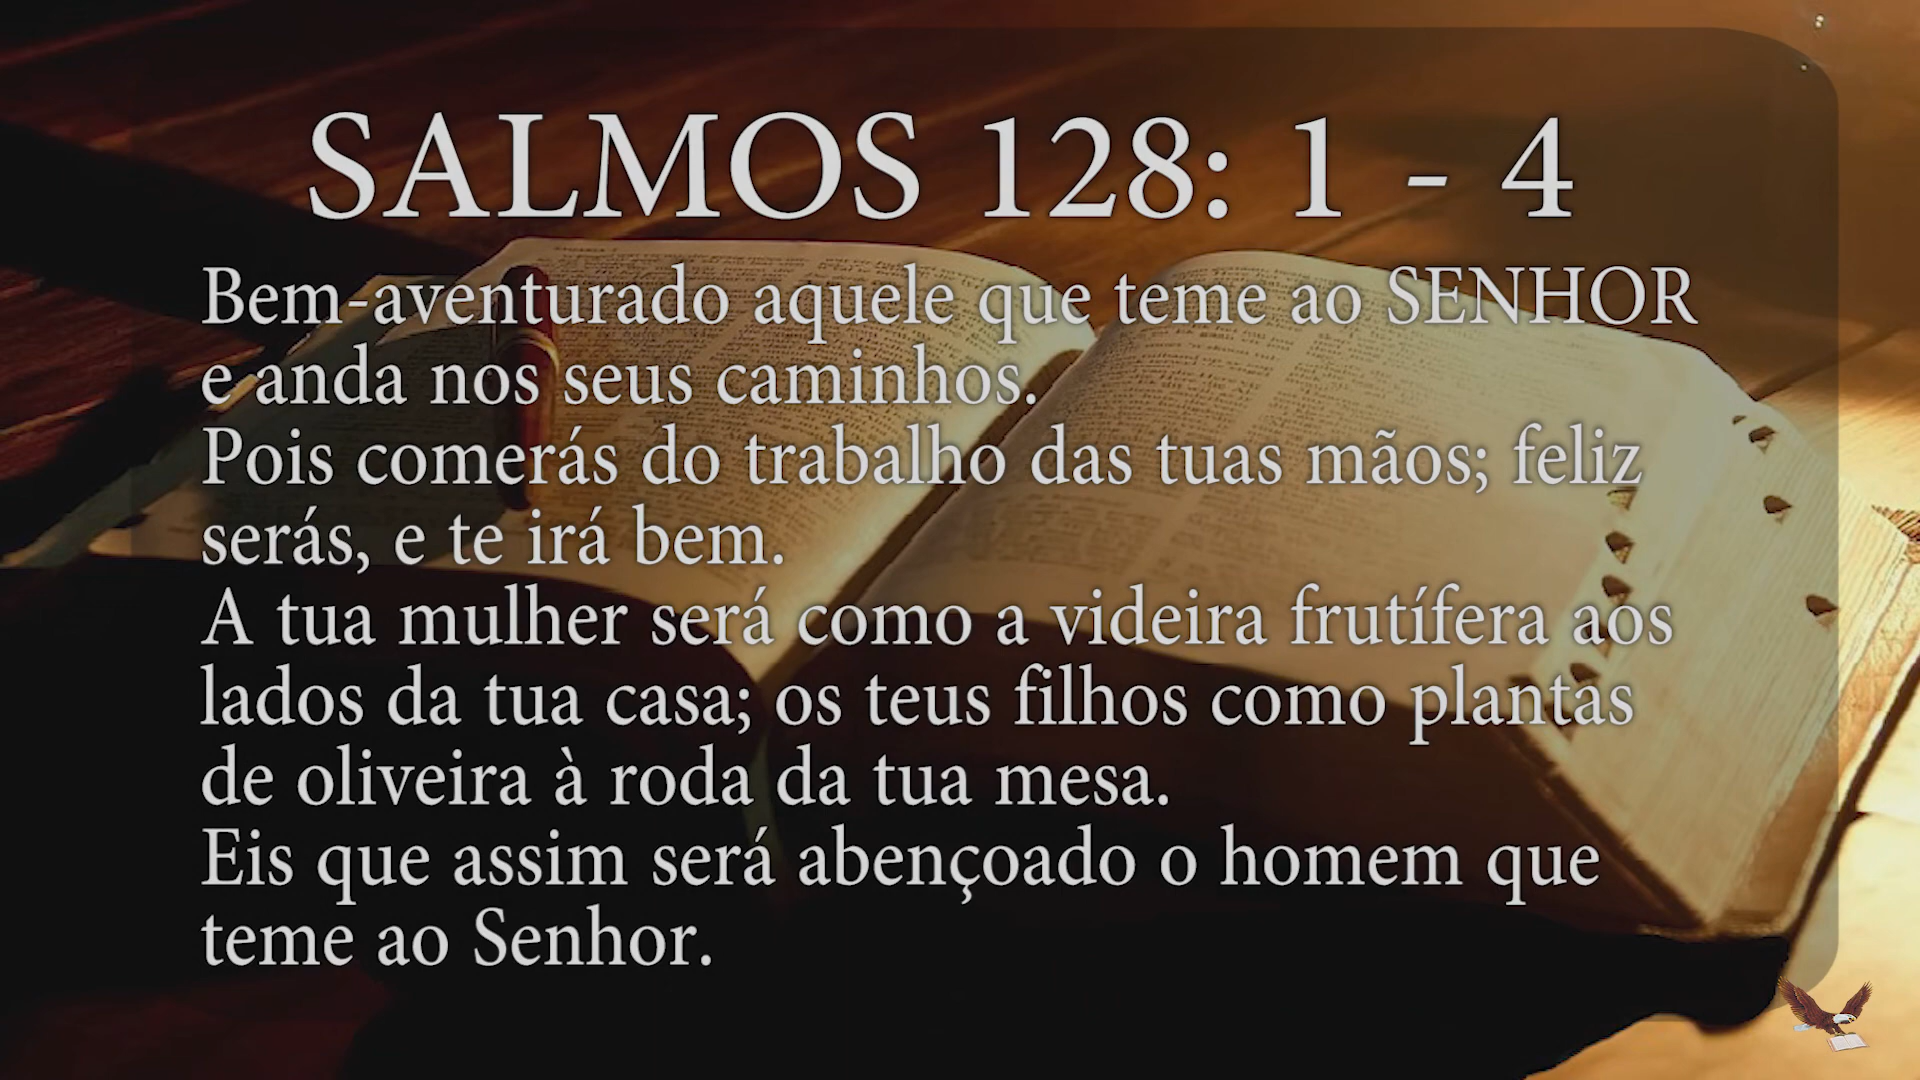 SALMOS 128: 1 - 4
Bem-aventurado aquele que teme ao SENHOR
e anda nos seus caminhos.
Pois comerás do trabalho das tuas mãos; feliz
serás, e te irá bem.
A tua mulher será como a videira frutífera aos
lados da tua casa; os teus filhos como plantas
de oliveira à roda da tua mesa.
Eis que assim será abençoado o homem que
teme ao Senhor.